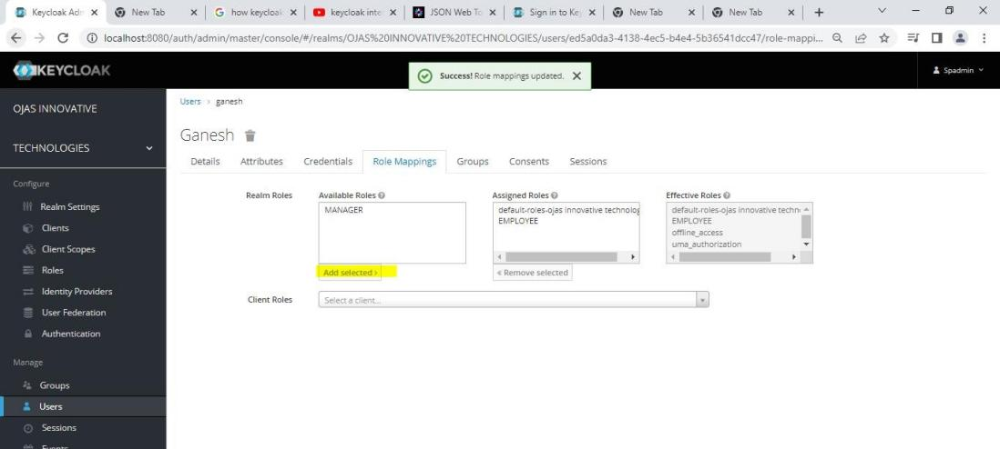 Keycloak Adm
New Tab
how keycloak
keycloak inte
JSON Web To
Sign in to Key
New Tab
New Tab
localhost:8080/auth/admin/master/console/#/realms/OJAS%20INNOVATIVE%20TECHNOLOGIES/users/ed5a0da3-4138-4ec5-b4e4-5b36541dcc47/role-mappi...
KEYCLOAK
Success! Role mappings updated.
Spadmin
OJAS INNOVATIVE
TECHNOLOGIES
Configure
Realm Settings
Clients
Client Scopes
Roles
Identity Providers
User Federation
Authentication
Manage
Groups
Users
Sessions
Events
Users > ganesh
Ganesh
Details Attributes Credentials Role Mappings Groups Consents Sessions
Realm Roles
Available Roles
MANAGER
Add selected >
Assigned Roles
default-roles-ojas innovative technolog
EMPLOYEE
« Remove selected
Effective Roles
default-roles-ojas innovative techn
EMPLOYEE
offline_access
uma_authorization
Client Roles
Select a client...